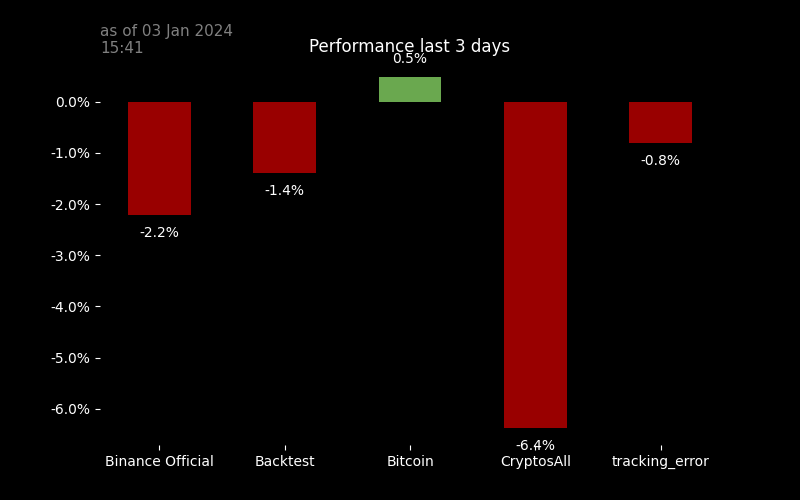 as of 03 Jan 2024
15:41
Performance last 3 days
0.5%
0.0%
-1.0%
-2.0%
-3.0%
-4.0%
-5.0%
-6.0%
-2.2%
-1.4%
-6.4%
-0.8%
Binance Official
Backtest
Bitcoin
CryptosAll
tracking_error